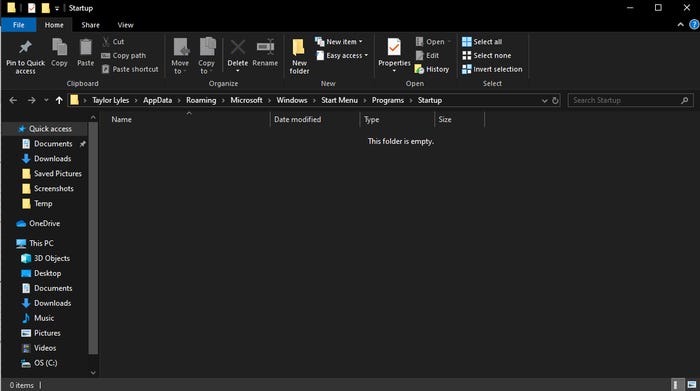 Startup
File Home Share View
Pin to Quick access
Copy
Paste
Cut
Copy path
Paste shortcut
Clipboard
Move to
Copy to
Delete
Rename
Organize
New folder
New item
Easy access
New
Properties
Open
Edit
History
Open
Select all
Select none
Invert selection
Select
Taylor Lyles > AppData > Roaming > Microsoft > Windows > Start Menu > Programs > Startup
Search Startup
Name Date modified Type Size
This folder is empty.
Quick access
Documents
Downloads
Saved Pictures
Screenshots
Temp
OneDrive
This PC
3D Objects
Desktop
Documents
Downloads
Music
Pictures
Videos
OS (C:)
0 items